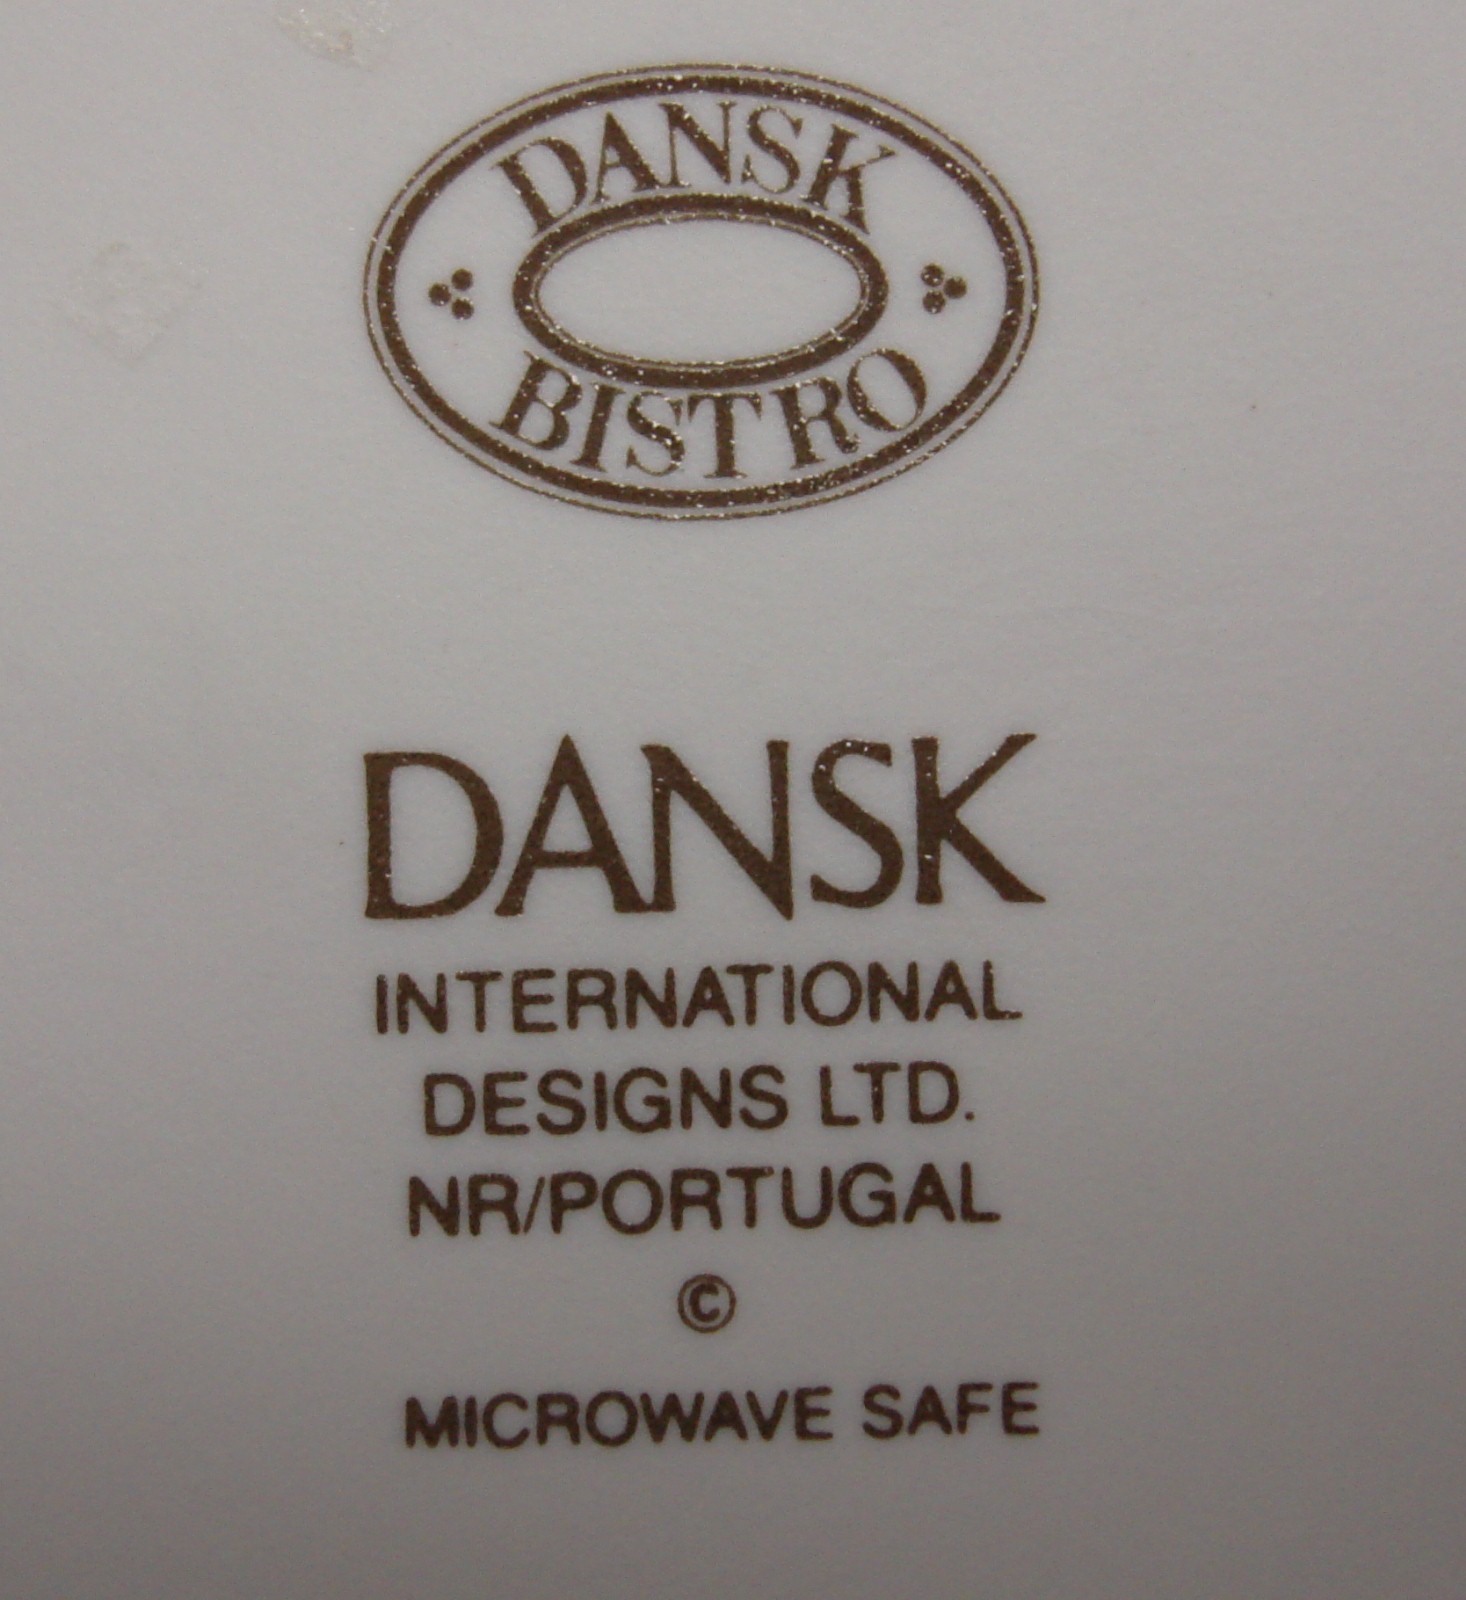 DANSK
BISTRO
DANSK
INTERNATIONAL
DESIGNS LTD.
NR/PORTUGAL
©
MICROWAVE SAFE